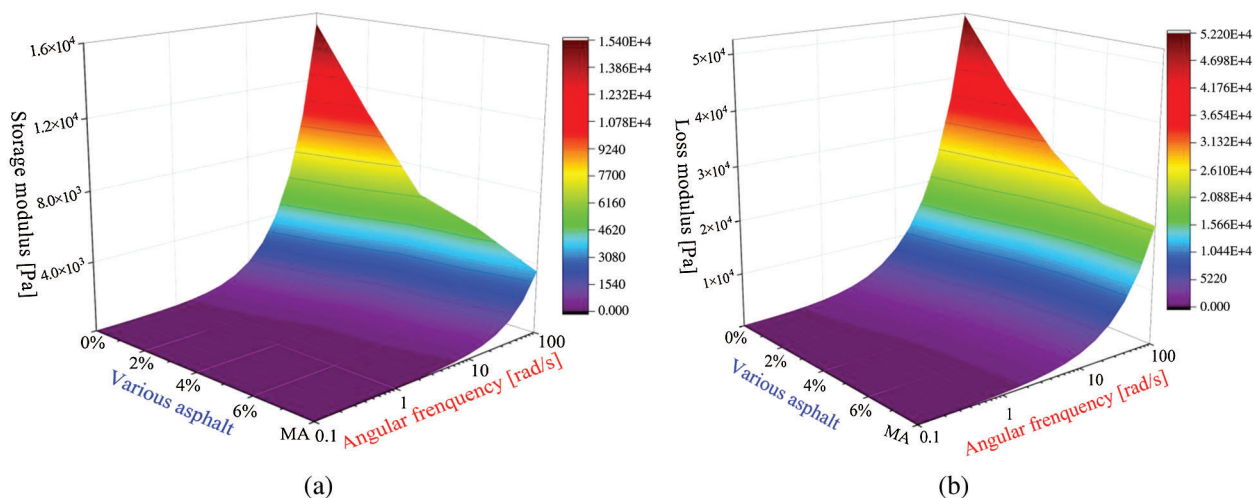 1.6×10⁴
1.2×10⁴
8.0×10³
4.0×10³
Storage modulus [Pa]
0%
2%
4%
6%
MA
Various asphalt
0.1
1
10
100
Angular frenquency [rad/s]
1.540E+4
1.386E+4
1.232E+4
1.078E+4
9240
7700
6160
4620
3080
1540
0.000
(a)
5×10⁴
4×10⁴
3×10⁴
2×10⁴
1×10⁴
Loss modulus [Pa]
0%
2%
4%
6%
MA
Various asphalt
0.1
1
10
100
Angular frenquency [rad/s]
5.220E+4
4.698E+4
4.176E+4
3.654E+4
3.132E+4
2.610E+4
2.088E+4
1.566E+4
1.044E+4
5220
0.000
(b)